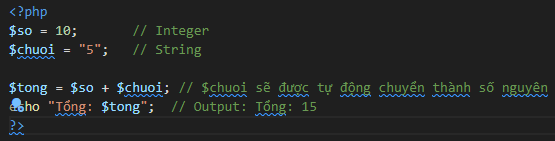 <?php
$so = 10;       // Integer
$chuoi = "5";   // String
$tong = $so + $chuoi; // $chuoi sẽ được tự động chuyển thành số nguyên
echo "Tổng: $tong";  // Output: Tổng: 15
?>